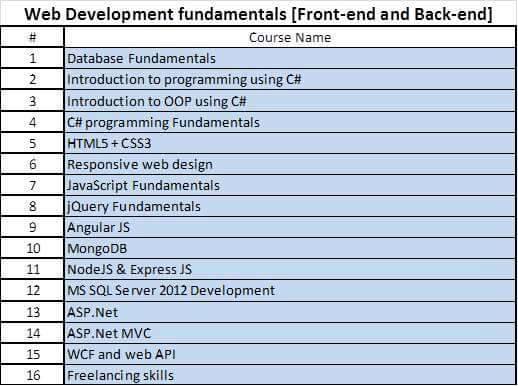 Web Development fundamentals [Front-end and Back-end]
# Course Name
1 Database Fundamentals
2 Introduction to programming using C#
3 Introduction to OOP using C#
4 C# programming Fundamentals
5 HTML5 + CSS3
6 Responsive web design
7 JavaScript Fundamentals
8 jQuery Fundamentals
9 Angular JS
10 MongoDB
11 NodeJS & Express JS
12 MS SQL Server 2012 Development
13 ASP.Net
14 ASP.Net MVC
15 WCF and web API
16 Freelancing skills